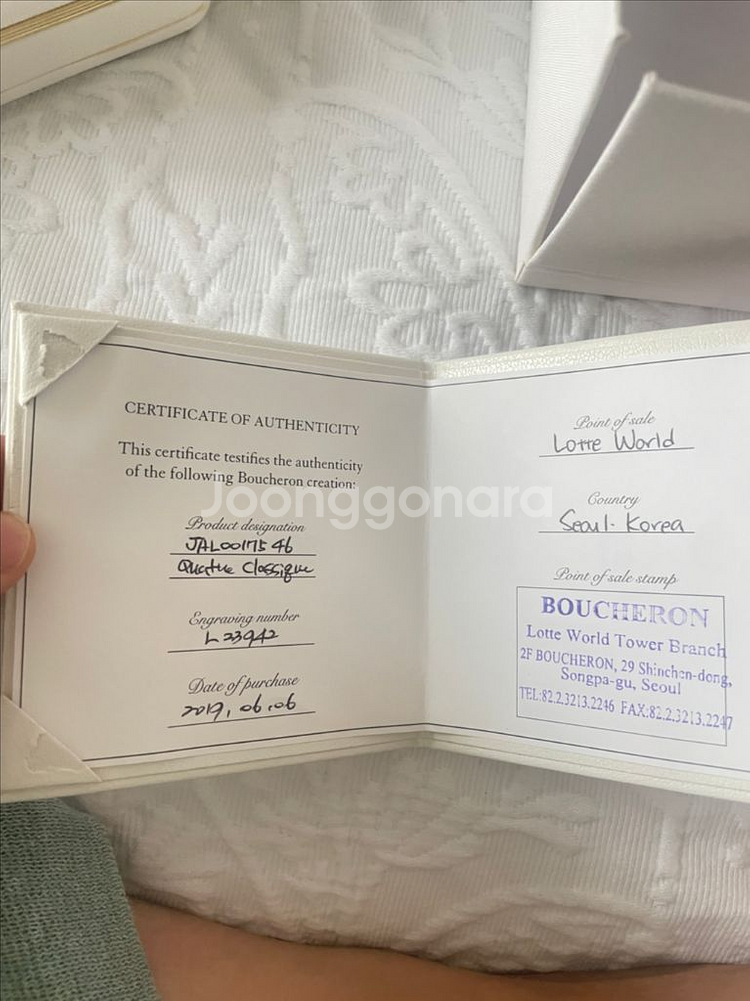 CERTIFICATE OF AUTHENTICITY
This certificate testifies the authenticity
of the following Boucheron creation:
Product designation
JAL00175 46
Quatre Classique
Engraving number
L23942
Date of purchase
2019. 06.06
Point of sale
Lotte World
Country
Seoul. Korea
Point of sale stamp
BOUCHERON
Lotte World Tower Branch
2F BOUCHERON, 29 Shinchen-dong,
Songpa-gu, Seoul
TEL:82.2.3213.2246 FAX:82.2.3213.2247
Joonggonara